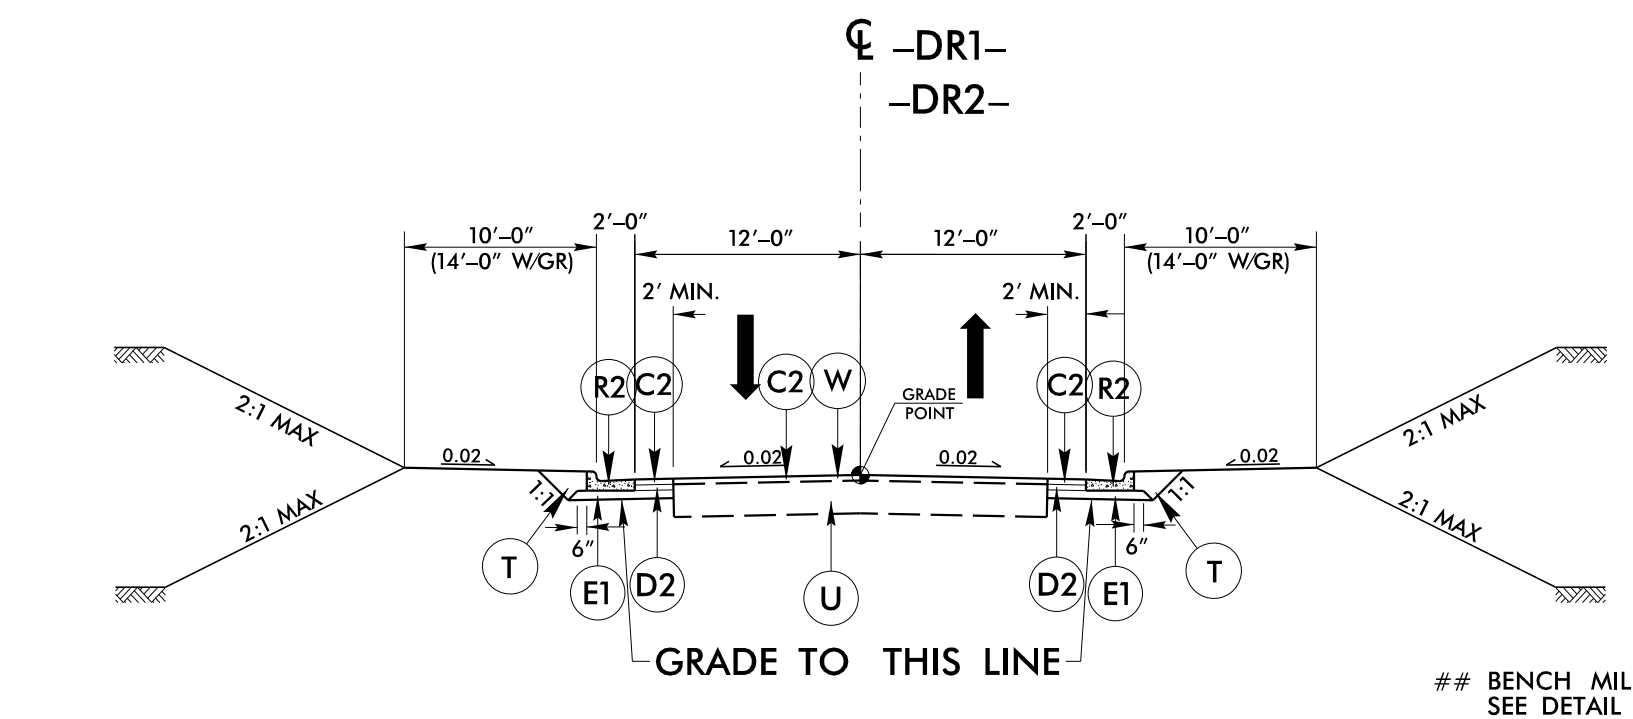 ℄ –DR1–
–DR2–
10'–0"
(14'–0" W/GR)
2'–0"
12'–0"
12'–0"
2'–0"
10'–0"
(14'–0" W/GR)
2' MIN.
2' MIN.
R2
C2
C2
W
GRADE
POINT
C2
R2
2:1 MAX
2:1 MAX
0.02
0.02
0.02
0.02
1:1
1:1
2:1 MAX
2:1 MAX
6"
6"
T
E1
D2
U
D2
E1
T
GRADE TO THIS LINE
## BENCH MIL
SEE DETAIL